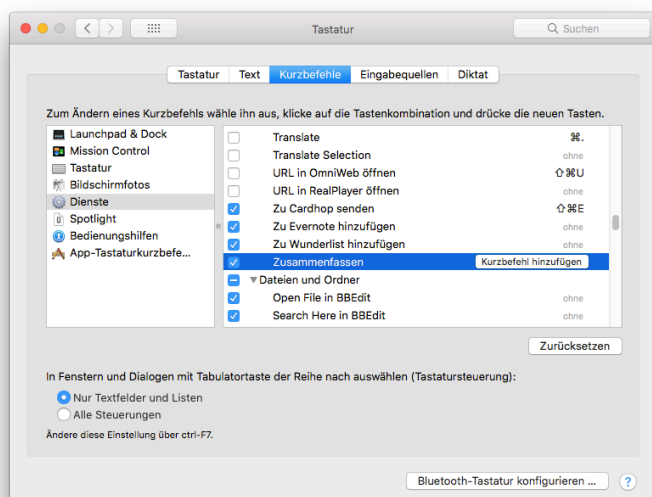 Tastatur
Suchen
Tastatur Text Kurzbefehle Eingabequellen Diktat
Zum Ändern eines Kurzbefehls wähle ihn aus, klicke auf die Tastenkombination und drücke die neuen Tasten.
Launchpad & Dock
Mission Control
Tastatur
Bildschirmfotos
Dienste
Spotlight
Bedienungshilfen
App-Tastaturkurzbefe...
Translate ⌘.
Translate Selection ohne
URL in OmniWeb öffnen ⇧⌘U
URL in RealPlayer öffnen ohne
Zu Cardhop senden ⇧⌘E
Zu Evernote hinzufügen ohne
Zu Wunderlist hinzufügen ohne
Zusammenfassen Kurzbefehl hinzufügen
Dateien und Ordner
Open File in BBEdit ohne
Search Here in BBEdit ohne
Zurücksetzen
In Fenstern und Dialogen mit Tabulatortaste der Reihe nach auswählen (Tastatursteuerung):
Nur Textfelder und Listen
Alle Steuerungen
Ändere diese Einstellung über ctrl-F7.
Bluetooth-Tastatur konfigurieren ... ?